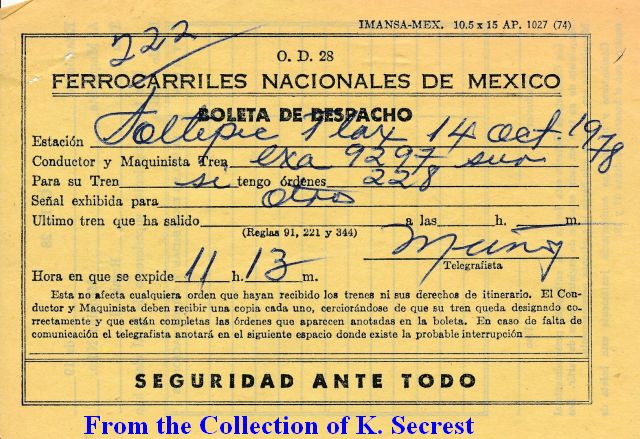 IMANSA-MEX. 10.5 x 15 AP. 1027 (74)
222
O. D. 28
FERROCARRILES NACIONALES DE MEXICO
BOLETA DE DESPACHO
Estación Soltepec Tlax 14 Oct. 1978
Conductor y Maquinista Tren exa 9297 sur
Para su Tren si tengo órdenes 228
Señal exhibida para otros
Ultimo tren que ha salido a las h. m.
(Reglas 91, 221 y 344)
Muñoz
Telegrafista
Hora en que se expide 11 h. 13 m.
Esta no afecta cualquiera orden que hayan recibido los trenes ni sus derechos de itinerario. El Con-
ductor y Maquinista deben recibir una copia cada uno, cerciorándose de que su tren queda designado co-
rrectamente y que están completas las órdenes que aparecen anotadas en la boleta. En caso de falta de
comunicación el telegrafista anotará en el siguiente espacio donde existe la probable interrupción
SEGURIDAD ANTE TODO
From the Collection of K. Secrest